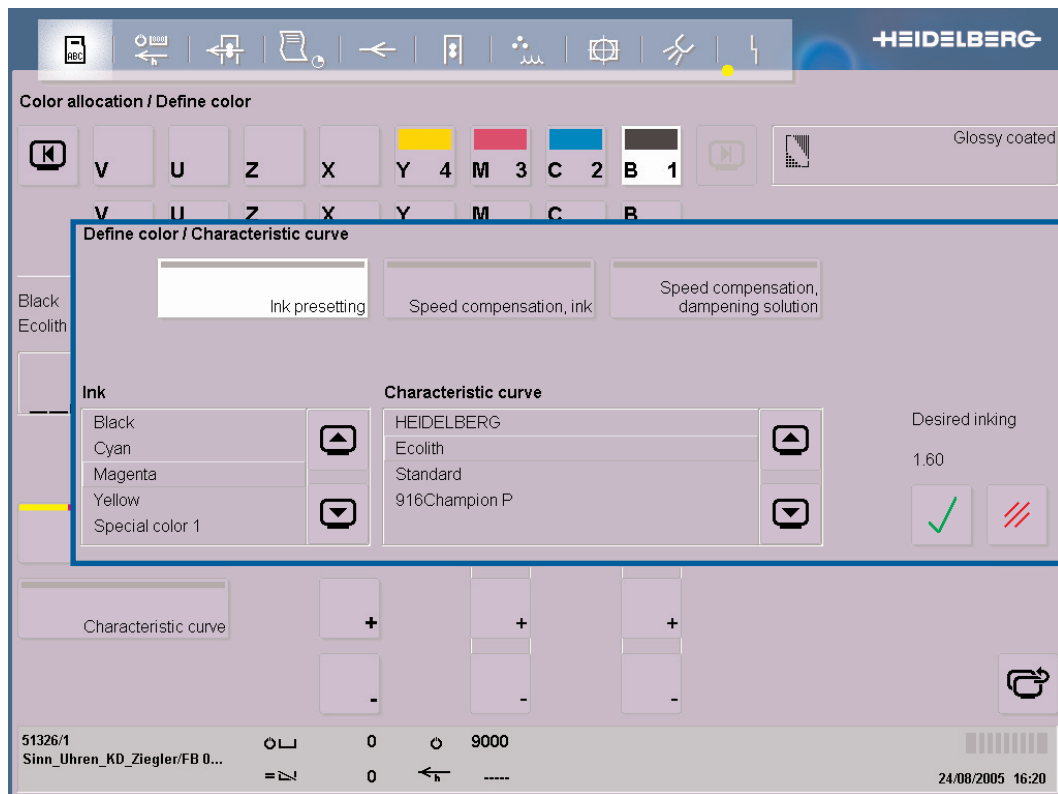 ABC
HEIDELBERG
Color allocation / Define color
V U Z X Y 4 M 3 C 2 B 1
Glossy coated
V U Z X Y M C B
Define color / Characteristic curve
Ink presetting
Speed compensation, ink
Speed compensation,
dampening solution
Black
Ecolith
Ink
Characteristic curve
Black
Cyan
Magenta
Yellow
Special color 1
HEIDELBERG
Ecolith
Standard
916Champion P
Desired inking
1.60
Characteristic curve
+ + +
- - -
51326/1
Sinn_Uhren_KD_Ziegler/FB 0...
0 9000
h
0 -----
24/08/2005 16:20